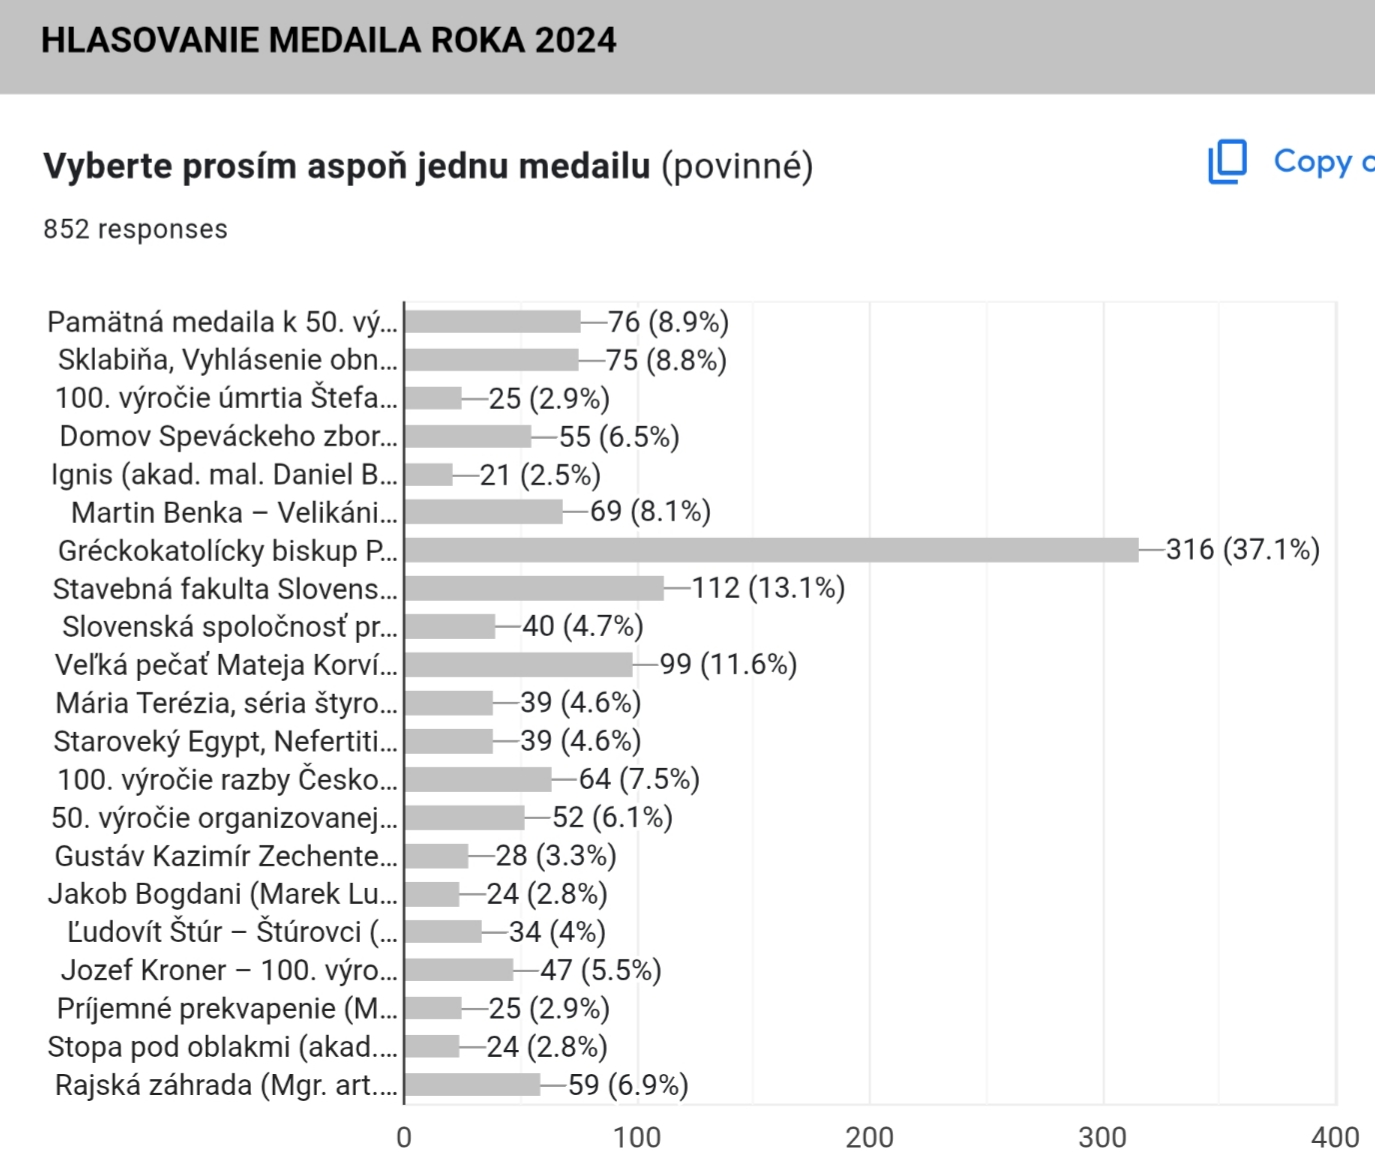 HLASOVANIE MEDAILA ROKA 2024
Vyberte prosím aspoň jednu medailu (povinné)
Copy
852 responses
Pamätná medaila k 50. vý... 76 (8.9%)
Sklabiňa, Vyhlásenie obn... 75 (8.8%)
100. výročie úmrtia Štefa... 25 (2.9%)
Domov Speváckeho zbor... 55 (6.5%)
Ignis (akad. mal. Daniel B... 21 (2.5%)
Martin Benka – Velikáni... 69 (8.1%)
Gréckokatolícky biskup P... 316 (37.1%)
Stavebná fakulta Slovens... 112 (13.1%)
Slovenská spoločnosť pr... 40 (4.7%)
Veľká pečať Mateja Korví... 99 (11.6%)
Mária Terézia, séria štyro... 39 (4.6%)
Staroveký Egypt, Nefertiti... 39 (4.6%)
100. výročie razby Česko... 64 (7.5%)
50. výročie organizovanej... 52 (6.1%)
Gustáv Kazimír Zechente... 28 (3.3%)
Jakob Bogdani (Marek Lu... 24 (2.8%)
Ľudovít Štúr – Štúrovci (... 34 (4%)
Jozef Kroner – 100. výro... 47 (5.5%)
Príjemné prekvapenie (M... 25 (2.9%)
Stopa pod oblakmi (akad.... 24 (2.8%)
Rajská záhrada (Mgr. art.... 59 (6.9%)
0 100 200 300 400